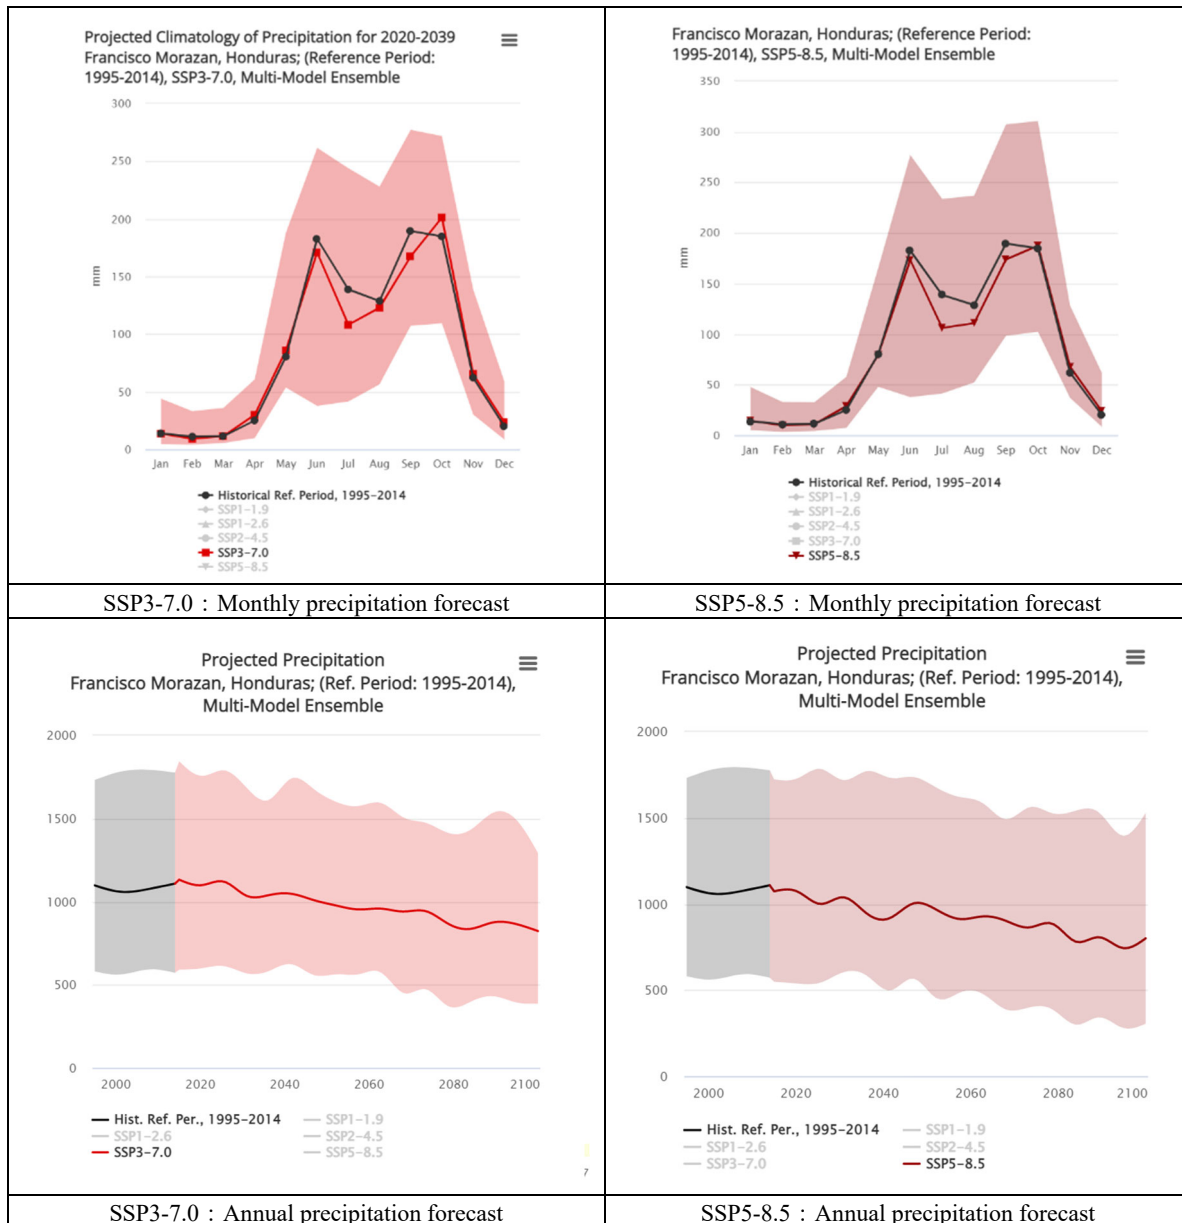 Projected Climatology of Precipitation for 2020-2039
Francisco Morazan, Honduras; (Reference Period:
1995-2014), SSP3-7.0, Multi-Model Ensemble
300
250
200
150
100
50
0
mm
Jan Feb Mar Apr May Jun Jul Aug Sep Oct Nov Dec
Historical Ref. Period, 1995-2014
SSP1-1.9
SSP1-2.6
SSP2-4.5
SSP3-7.0
SSP5-8.5
SSP3-7.0：Monthly precipitation forecast
Francisco Morazan, Honduras; (Reference Period:
1995-2014), SSP5-8.5, Multi-Model Ensemble
350
300
250
200
150
100
50
0
mm
Jan Feb Mar Apr May Jun Jul Aug Sep Oct Nov Dec
Historical Ref. Period, 1995-2014
SSP1-1.9
SSP1-2.6
SSP2-4.5
SSP3-7.0
SSP5-8.5
SSP5-8.5：Monthly precipitation forecast
Projected Precipitation
Francisco Morazan, Honduras; (Ref. Period: 1995-2014),
Multi-Model Ensemble
2000
1500
1000
500
0
2000 2020 2040 2060 2080 2100
Hist. Ref. Per., 1995-2014 SSP1-1.9
SSP1-2.6 SSP2-4.5
SSP3-7.0 SSP5-8.5
7
SSP3-7.0：Annual precipitation forecast
Projected Precipitation
Francisco Morazan, Honduras; (Ref. Period: 1995-2014),
Multi-Model Ensemble
2000
1500
1000
500
0
2000 2020 2040 2060 2080 2100
Hist. Ref. Per., 1995-2014 SSP1-1.9
SSP1-2.6 SSP2-4.5
SSP3-7.0 SSP5-8.5
SSP5-8.5：Annual precipitation forecast